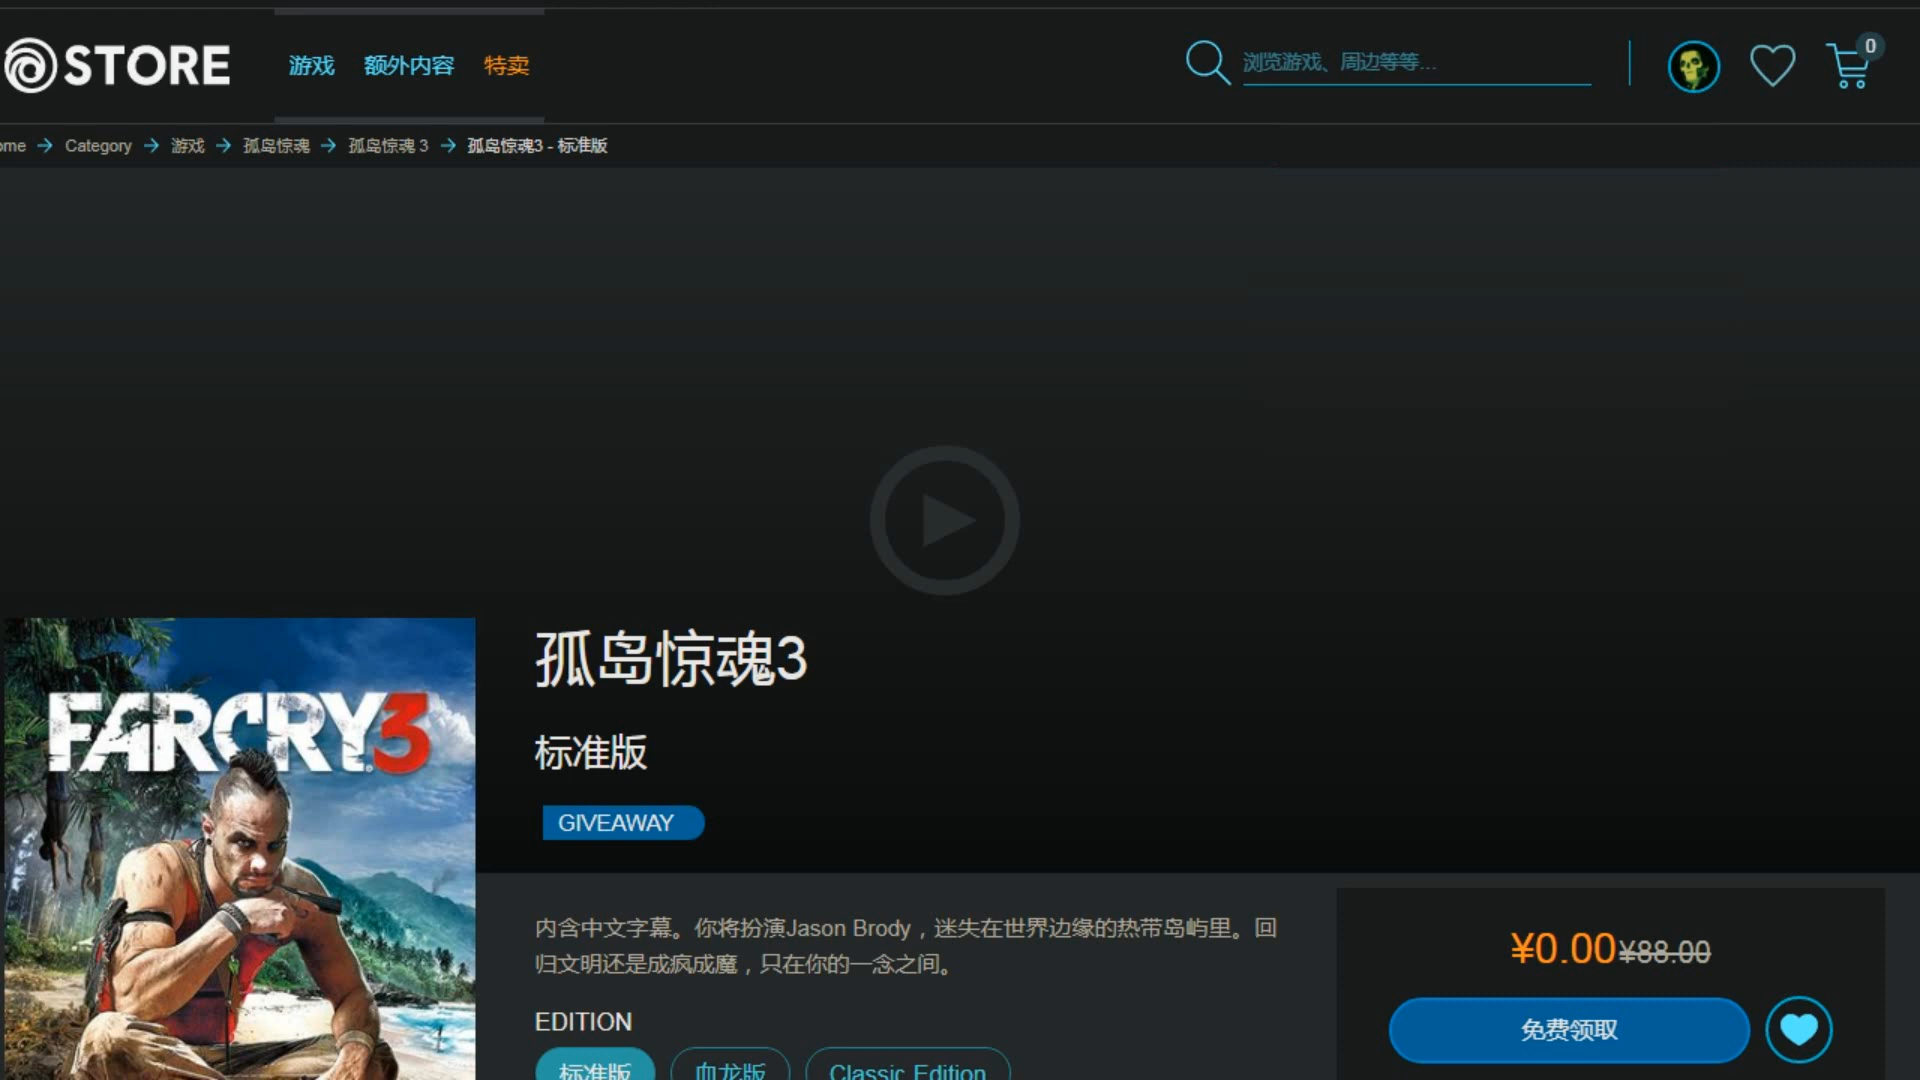 STORE
游戏 额外内容 特卖
浏览游戏、周边等等...
0
ome → Category → 游戏 → 孤岛惊魂 → 孤岛惊魂 3 → 孤岛惊魂3 - 标准版
FARCRY3
孤岛惊魂3
标准版
GIVEAWAY
内含中文字幕。你将扮演Jason Brody，迷失在世界边缘的热带岛屿里。回
归文明还是成疯成魔，只在你的一念之间。
EDITION
标准版 血龙版 Classic Edition
¥0.00 ¥88.00
免费领取